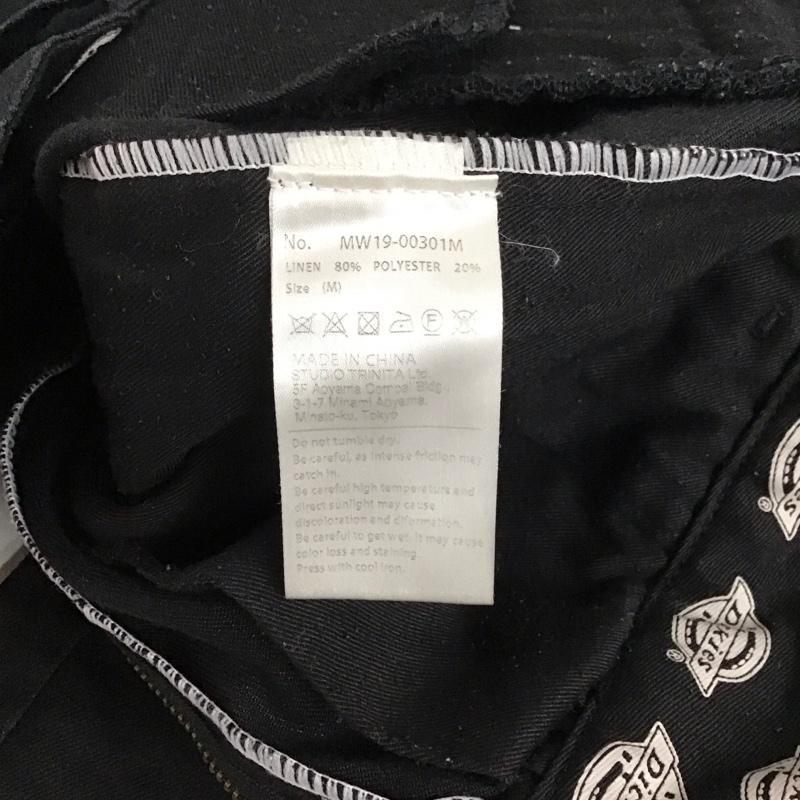 No. MW19-00301M
LINEN 80% POLYESTER 20%
Size (M)
MADE IN CHINA
STUDIO TRINITA Ltd.
5F Aoyama Compal Bldg.,
3-1-7 Minami Aoyama,
Minato-ku, Tokyo
Do not tumble dry.
Be careful, as intense friction may
catch in.
Be careful high temperature and
direct sunlight may cause
discoloration and diformation.
Be careful to get wet. It may cause
color loss and staining.
Press with cool iron.
Dickies
®
Dickies
®